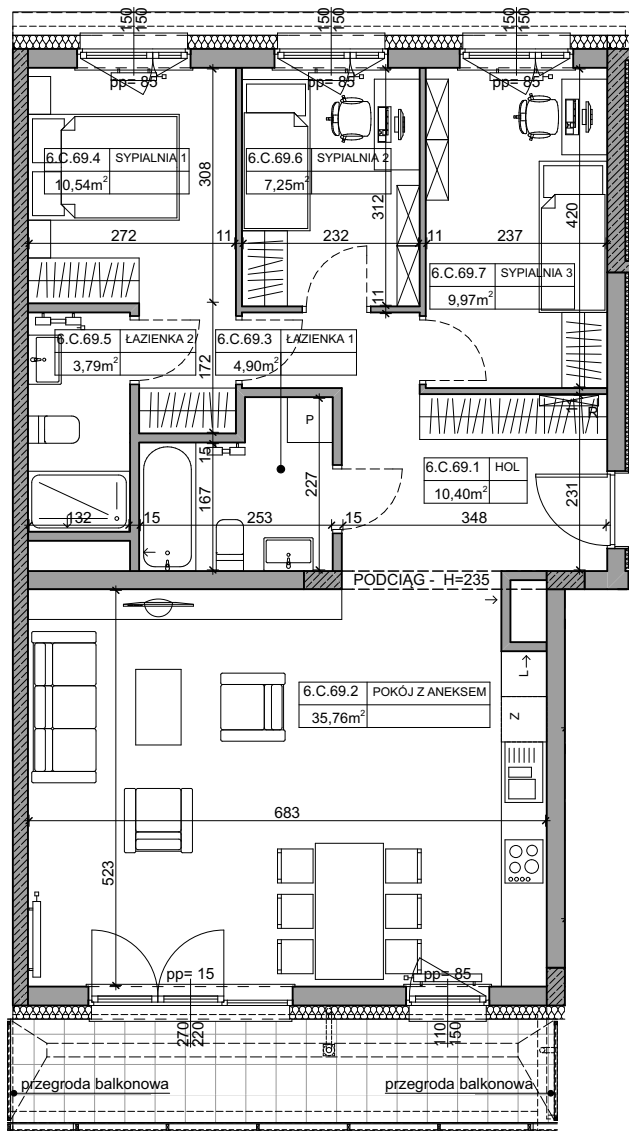 150
150
150
150
150
150
pp= 85
pp= 85
pp= 85
6.C.69.4 SYPIALNIA 1
10,54m²
6.C.69.6 SYPIALNIA 2
7,25m²
308
312
420
272
11
232
11
237
6.C.69.7 SYPIALNIA 3
9,97m²
11
6.C.69.5 ŁAZIENKA 2
3,79m²
6.C.69.3 ŁAZIENKA 1
4,90m²
172
P
15
6.C.69.1 HOL
10,40m²
167
227
231
132
15
253
15
348
PODCIĄG - H=235
L
6.C.69.2 POKÓJ Z ANEKSEM
35,76m²
Z
683
523
pp= 15
pp= 85
270
220
110
150
przegroda balkonowa
przegroda balkonowa